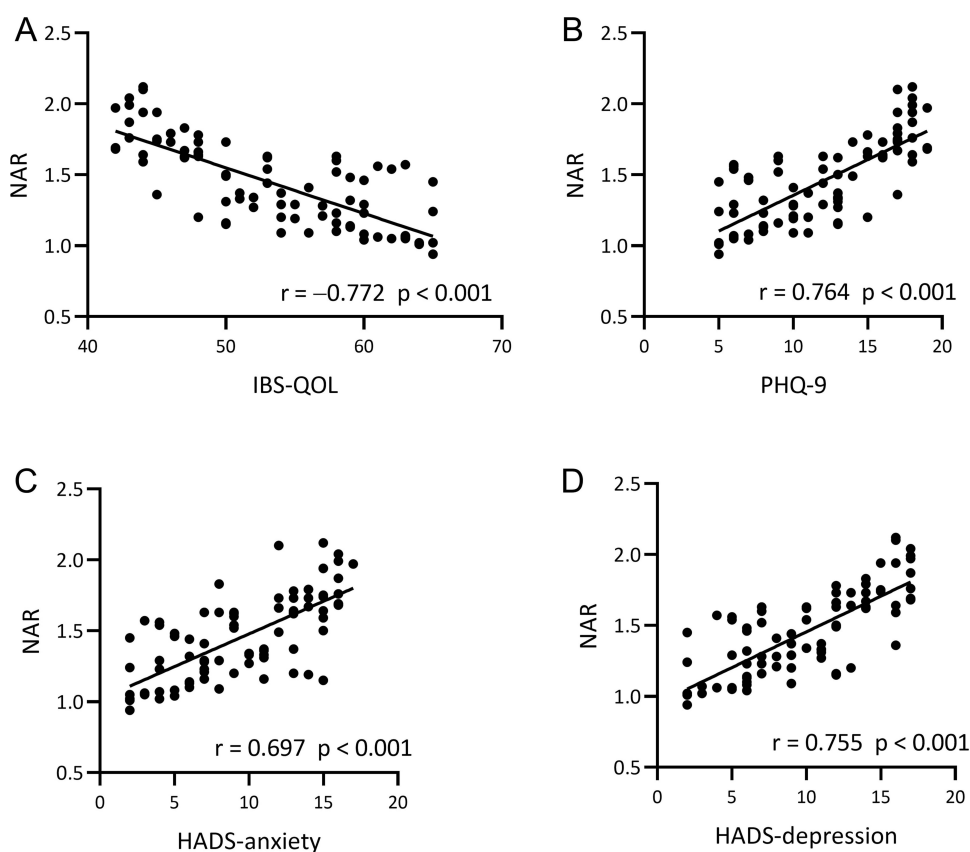 A
2.5
2.0
1.5
1.0
0.5
NAR
r = −0.772 p < 0.001
40 50 60 70
IBS-QOL
B
2.5
2.0
1.5
1.0
0.5
NAR
r = 0.764 p < 0.001
0 5 10 15 20
PHQ-9
C
2.5
2.0
1.5
1.0
0.5
NAR
r = 0.697 p < 0.001
0 5 10 15 20
HADS-anxiety
D
2.5
2.0
1.5
1.0
0.5
NAR
r = 0.755 p < 0.001
0 5 10 15 20
HADS-depression